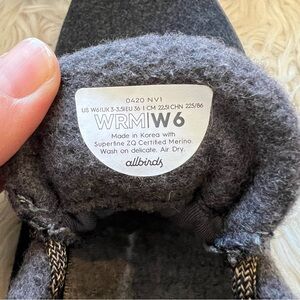 0420 NV1
US W6/UK 3-3.5/EU 36 | CM 22.5| CHN 225/86
WRM|W6
Made in Korea with
Superfine ZQ Certified Merino.
Wash on delicate. Air Dry.
allbirds